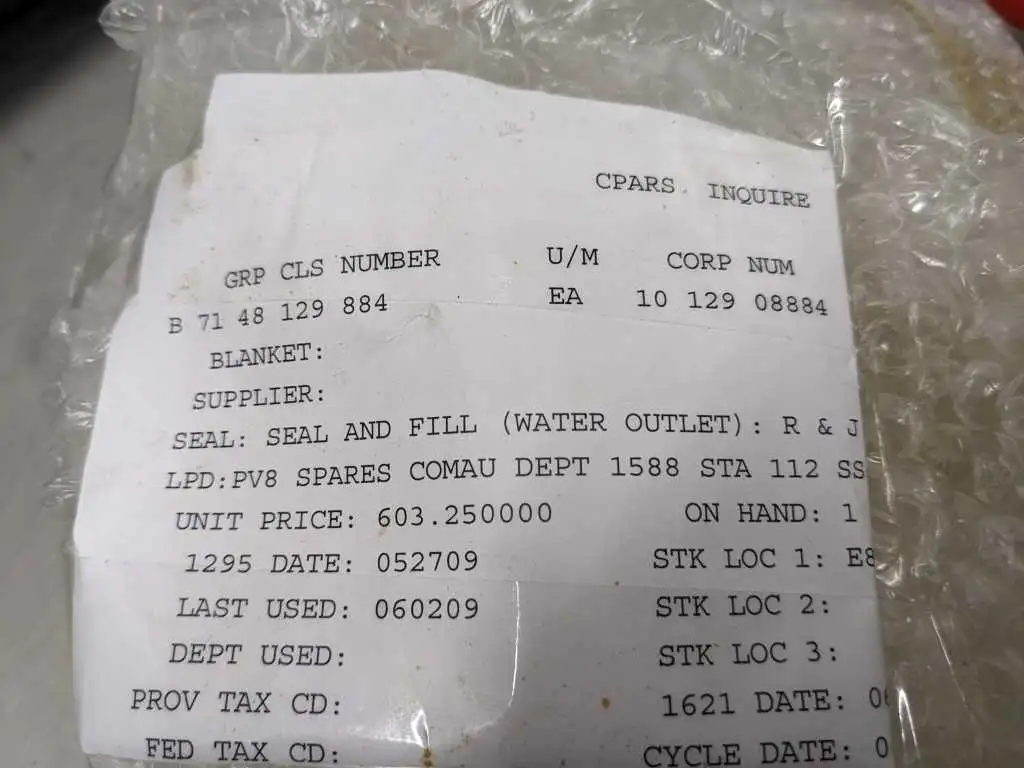 CPARS INQUIRE
GRP CLS NUMBER U/M CORP NUM
B 71 48 129 884 EA 10 129 08884
BLANKET:
SUPPLIER:
SEAL: SEAL AND FILL (WATER OUTLET): R & J
LPD:PV8 SPARES COMAU DEPT 1588 STA 112 SS
UNIT PRICE: 603.250000 ON HAND: 1
1295 DATE: 052709 STK LOC 1: E8
LAST USED: 060209 STK LOC 2:
DEPT USED: STK LOC 3:
PROV TAX CD: 1621 DATE: 06
FED TAX CD: CYCLE DATE: 0